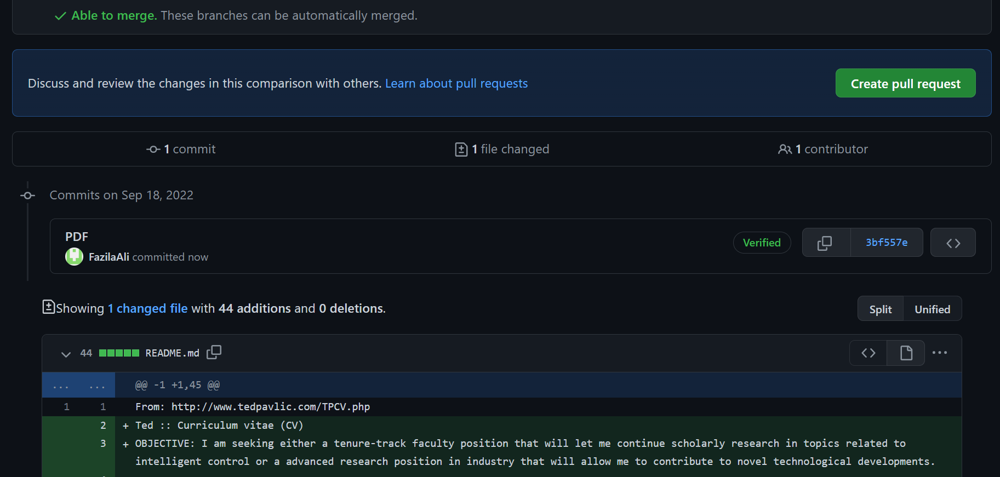 Able to merge. These branches can be automatically merged.
Discuss and review the changes in this comparison with others. Learn about pull requests
Create pull request
1 commit
1 file changed
1 contributor
Commits on Sep 18, 2022
PDF
FazilaAli committed now
Verified
3bf557e
Showing 1 changed file with 44 additions and 0 deletions.
Split
Unified
44 README.md
... ... @@ -1 +1,45 @@
1 1 From: http://www.tedpavlic.com/TPCV.php
2 + Ted :: Curriculum vitae (CV)
3 + OBJECTIVE: I am seeking either a tenure-track faculty position that will let me continue scholarly research in topics related to
intelligent control or a advanced research position in industry that will allow me to contribute to novel technological developments.